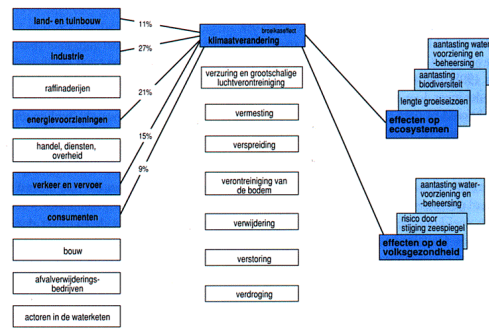 land- en tuinbouw
industrie
raffinaderijen
energievoorzieningen
handel, diensten,
overheid
verkeer en vervoer
consumenten
bouw
afvalverwijderings-
bedrijven
actoren in de waterketen
11%
27%
21%
15%
9%
broeikaseffect
klimaatverandering
verzuring en grootschalige
luchtverontreiniging
vermesting
verspreiding
verontreiniging van
de bodem
verwijdering
verstoring
verdroging
aantasting water-
voorziening en
-beheersing
aantasting
biodiversiteit
lengte groeiseizoen
effecten op
ecosystemen
aantasting water-
voorziening en
-beheersing
risico door
stijging zeespiegel
effecten op de
volksgezondheid